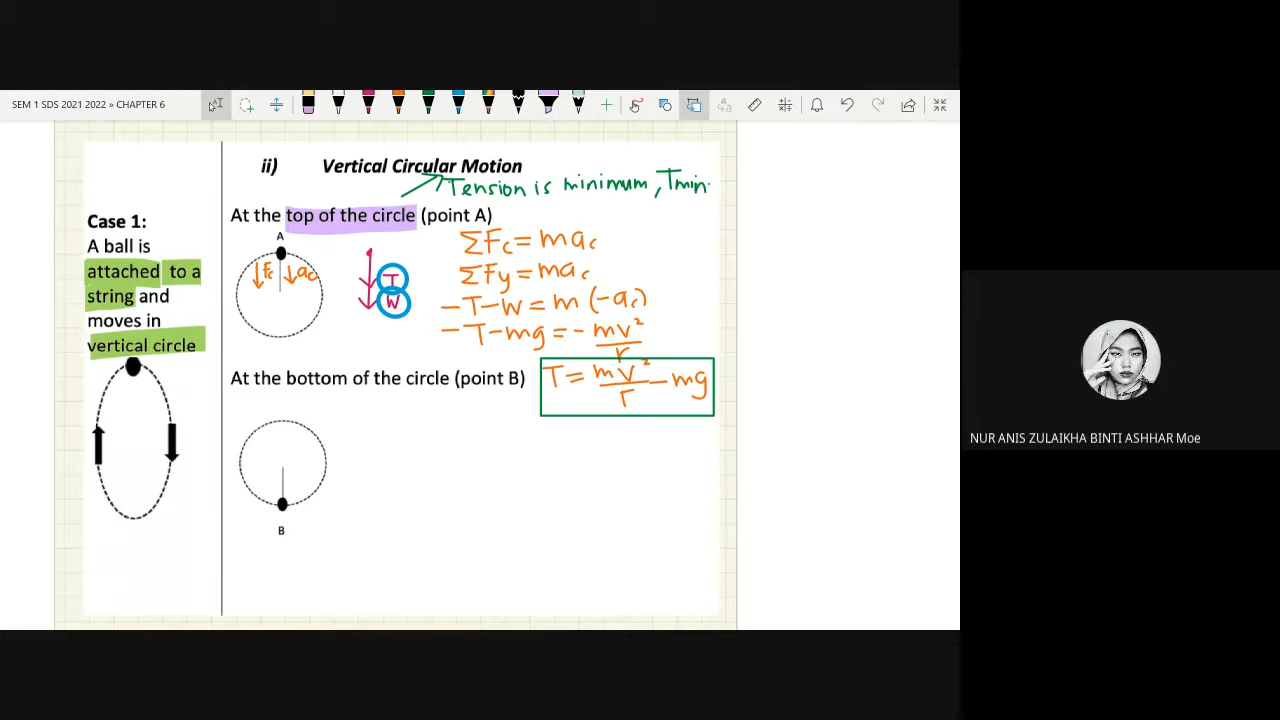 SEM 1 SDS 2021 2022 » CHAPTER 6
ii) Vertical Circular Motion
Tension is minimum, Tmin.
Case 1:
A ball is
attached to a
string and
moves in
vertical circle
At the top of the circle (point A)
A
Fc ac
T
W
ΣFc = mac
ΣFy = mac
-T-W = m (-ac)
-T-mg = - mv²/r
T = mv²/r - mg
At the bottom of the circle (point B)
B
NUR ANIS ZULAIKHA BINTI ASHHAR Moe